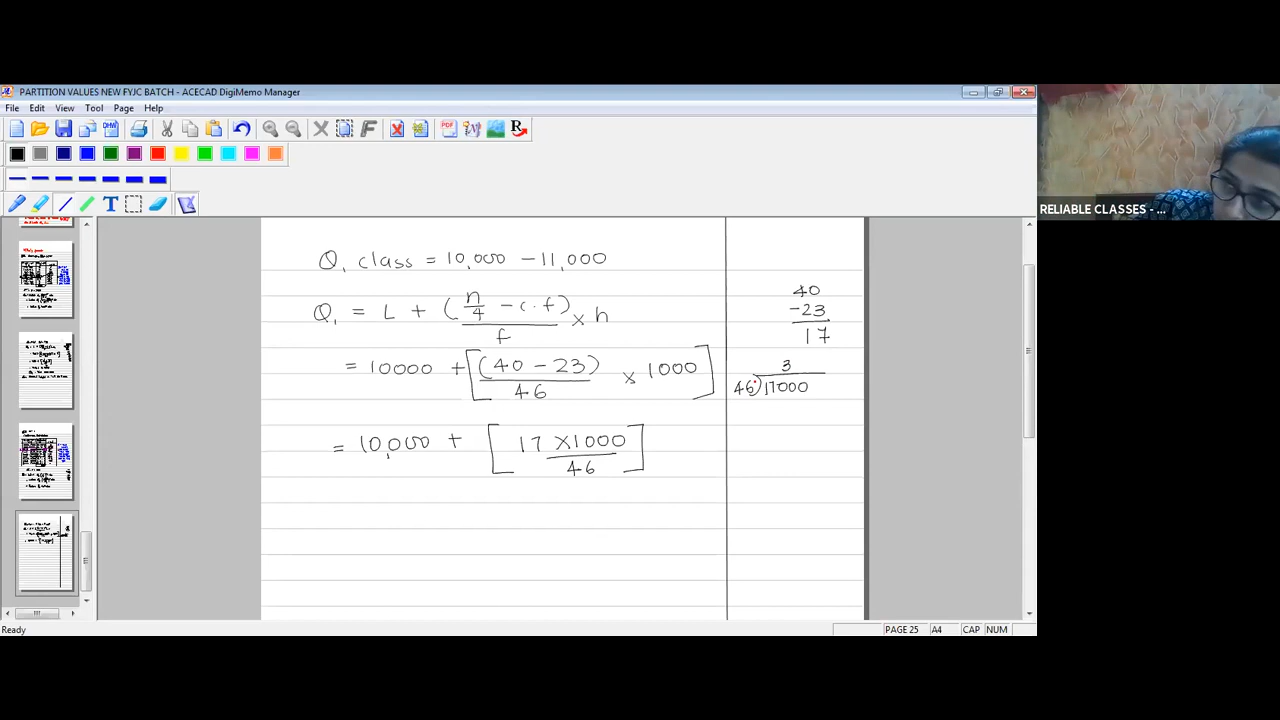 PARTITION VALUES NEW FYJC BATCH - ACECAD DigiMemo Manager
File Edit View Tool Page Help
RELIABLE CLASSES - ...
Q₁ class = 10,000 - 11,000
Q₁ = L + (n/4 - c.f)/f × h
= 10000 + [(40 - 23)/46 × 1000]
= 10,000 + [17 × 1000/46]
40
-23
17
3
46)17000
Ready
PAGE 25 A4 CAP NUM